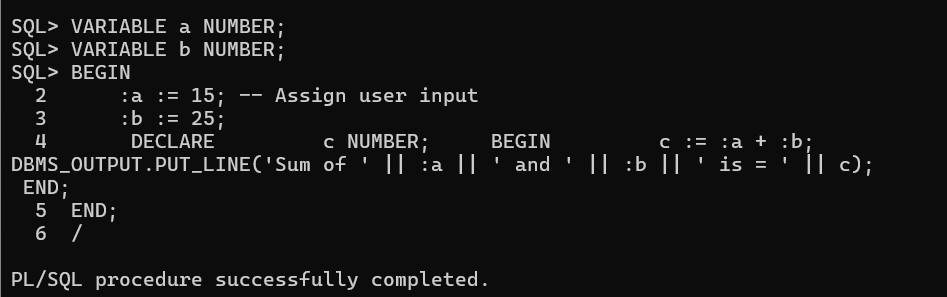 SQL> VARIABLE a NUMBER;
SQL> VARIABLE b NUMBER;
SQL> BEGIN
  2      :a := 15; -- Assign user input
  3      :b := 25;
  4       DECLARE         c NUMBER;     BEGIN         c := :a + :b;
DBMS_OUTPUT.PUT_LINE('Sum of ' || :a || ' and ' || :b || ' is = ' || c);
 END;
  5  END;
  6  /
PL/SQL procedure successfully completed.